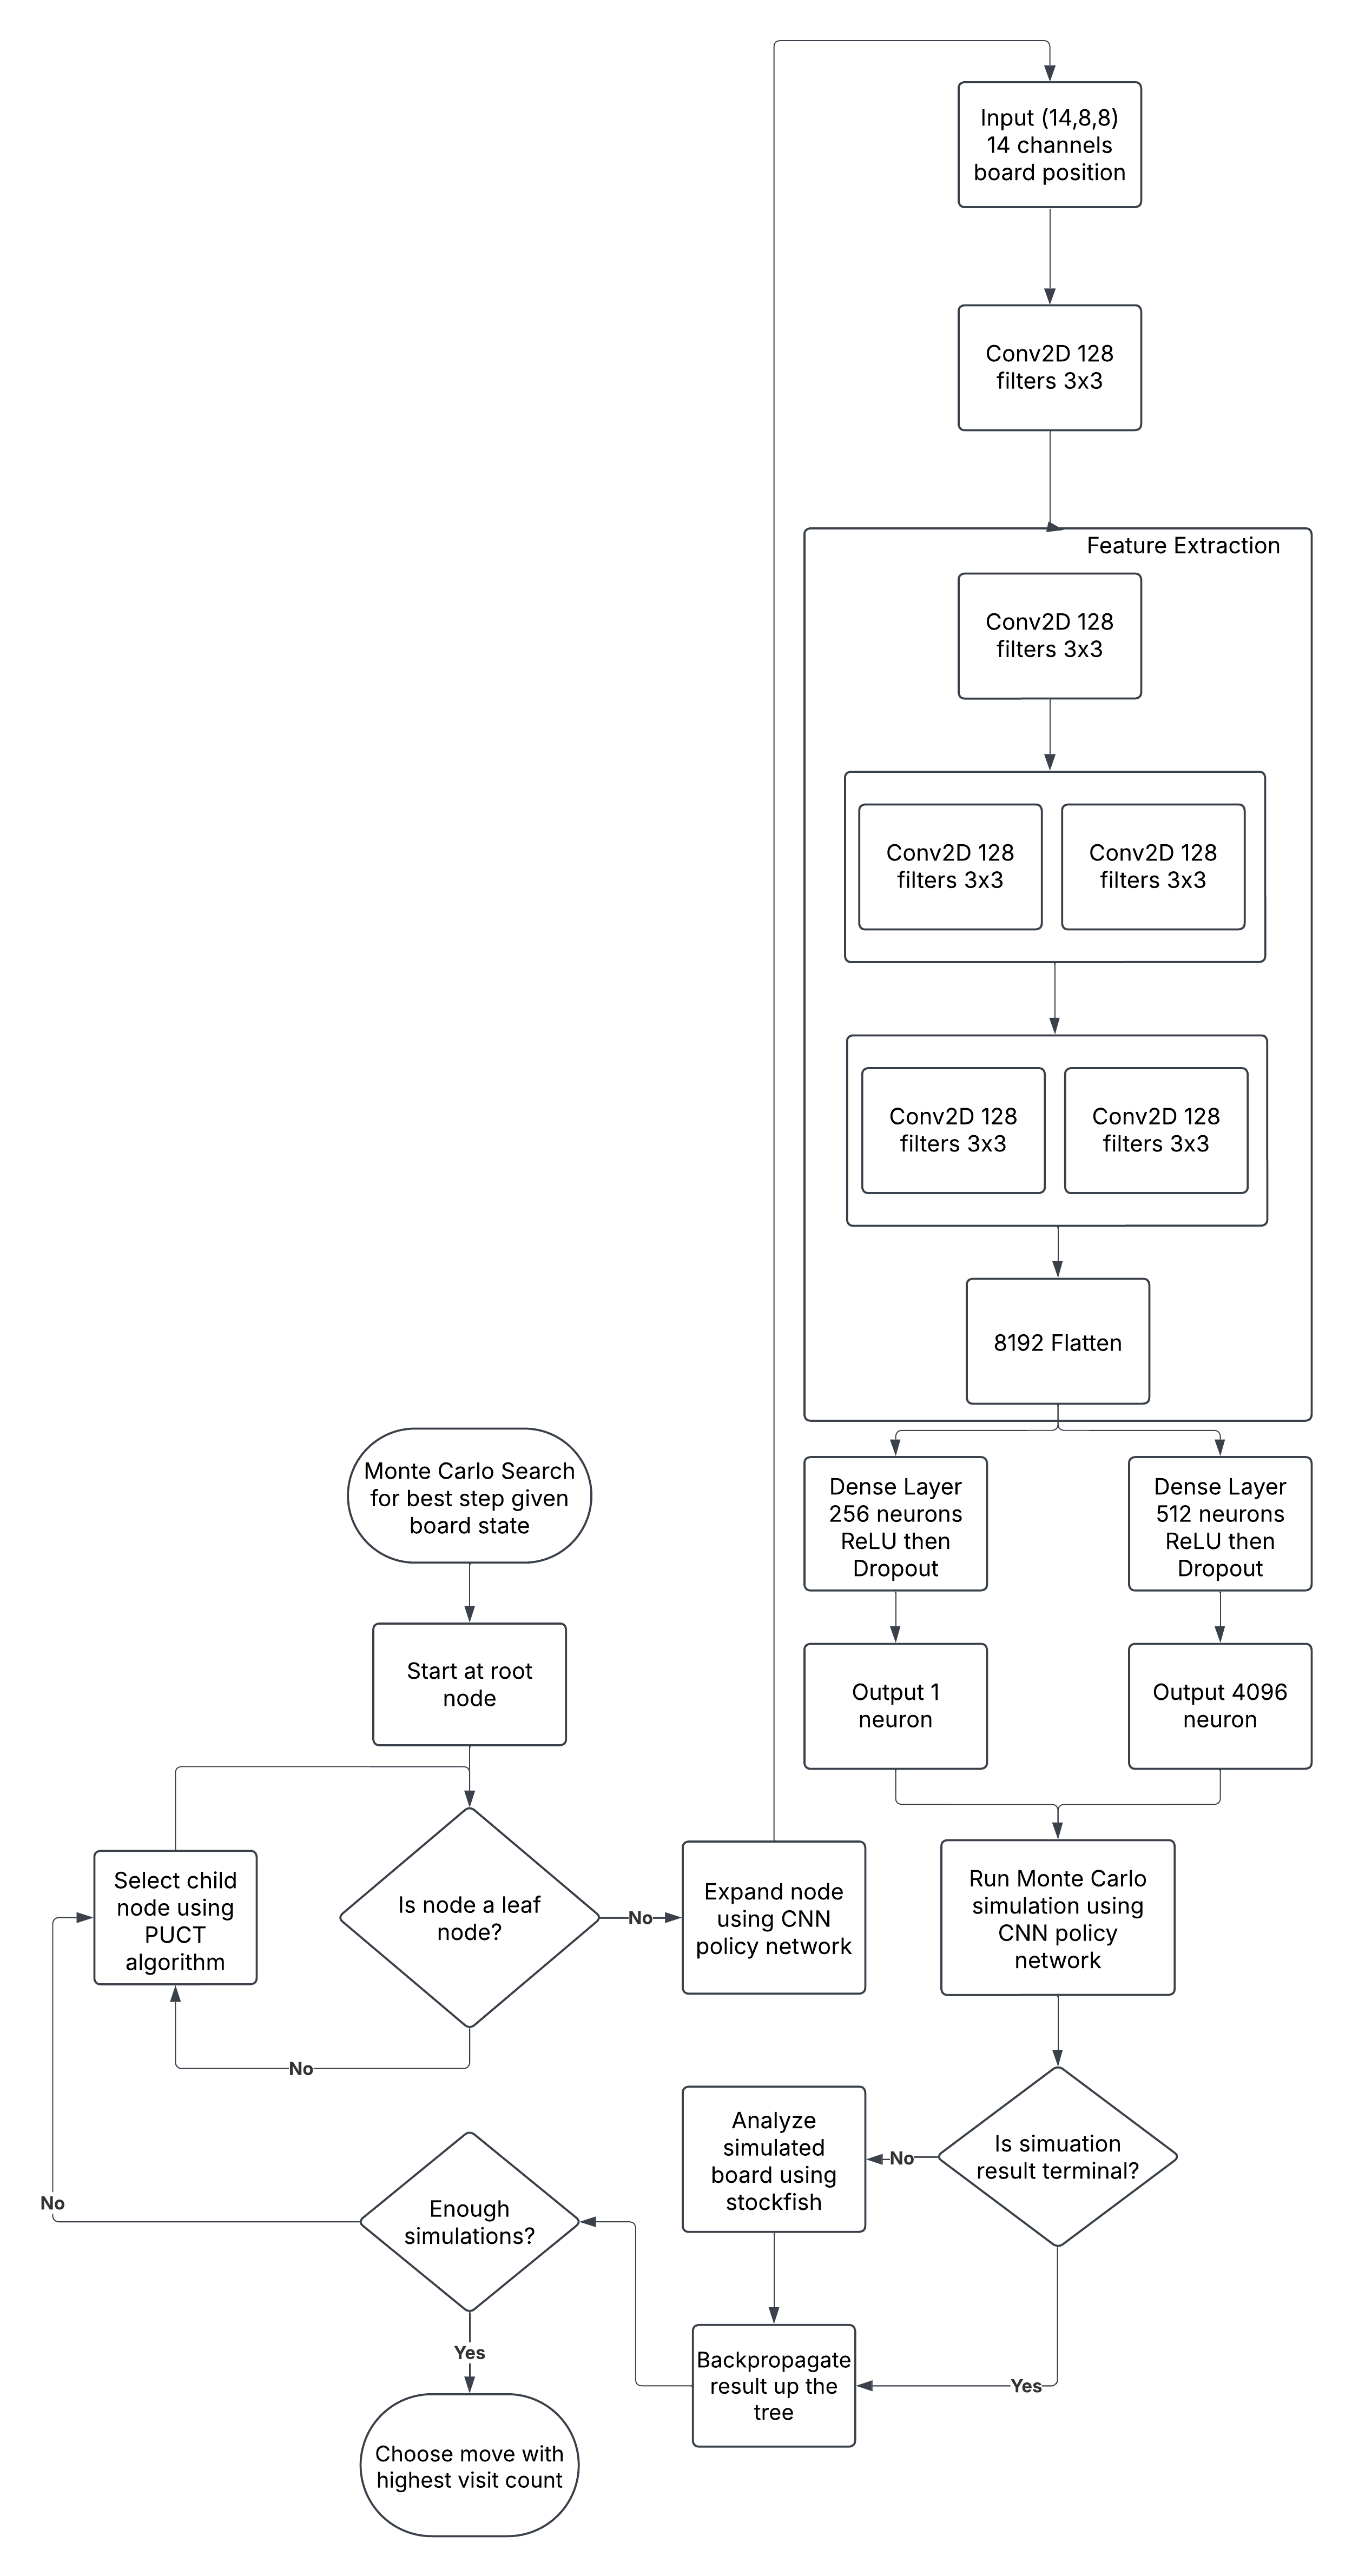 Input (14,8,8)
14 channels
board position
Conv2D 128
filters 3x3
Feature Extraction
Conv2D 128
filters 3x3
Conv2D 128
filters 3x3
Conv2D 128
filters 3x3
Conv2D 128
filters 3x3
Conv2D 128
filters 3x3
8192 Flatten
Dense Layer
256 neurons
ReLU then
Dropout
Dense Layer
512 neurons
ReLU then
Dropout
Output 1
neuron
Output 4096
neuron
Monte Carlo Search
for best step given
board state
Start at root
node
Is node a leaf
node?
No
No
Select child
node using
PUCT
algorithm
Expand node
using CNN
policy network
Run Monte Carlo
simulation using
CNN policy
network
Is simuation
result terminal?
No
Yes
Analyze
simulated
board using
stockfish
Backpropagate
result up the
tree
Enough
simulations?
No
Yes
Choose move with
highest visit count